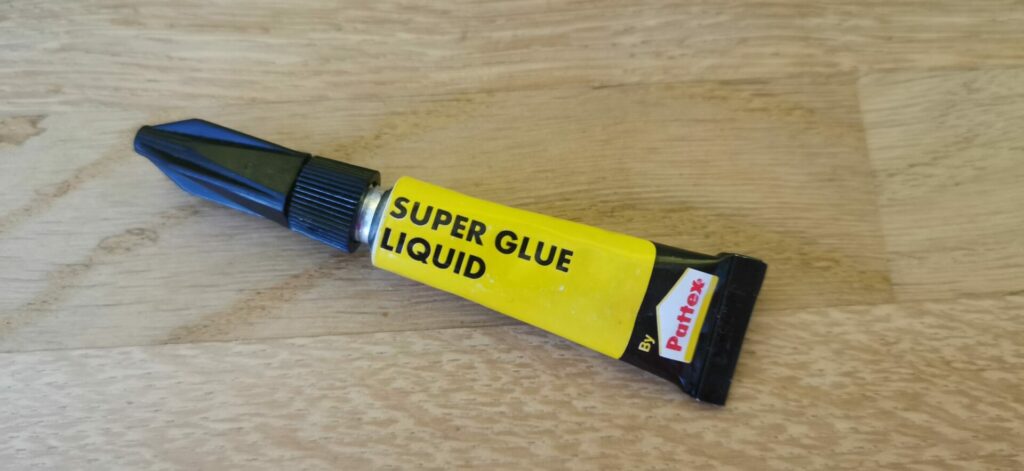 SUPER GLUE
LIQUID
By
Pattex